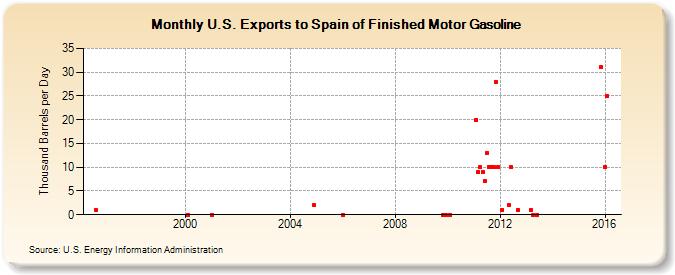 Monthly U.S. Exports to Spain of Finished Motor Gasoline
Thousand Barrels per Day
35
30
25
20
15
10
5
0
2000 2004 2008 2012 2016
Source: U.S. Energy Information Administration